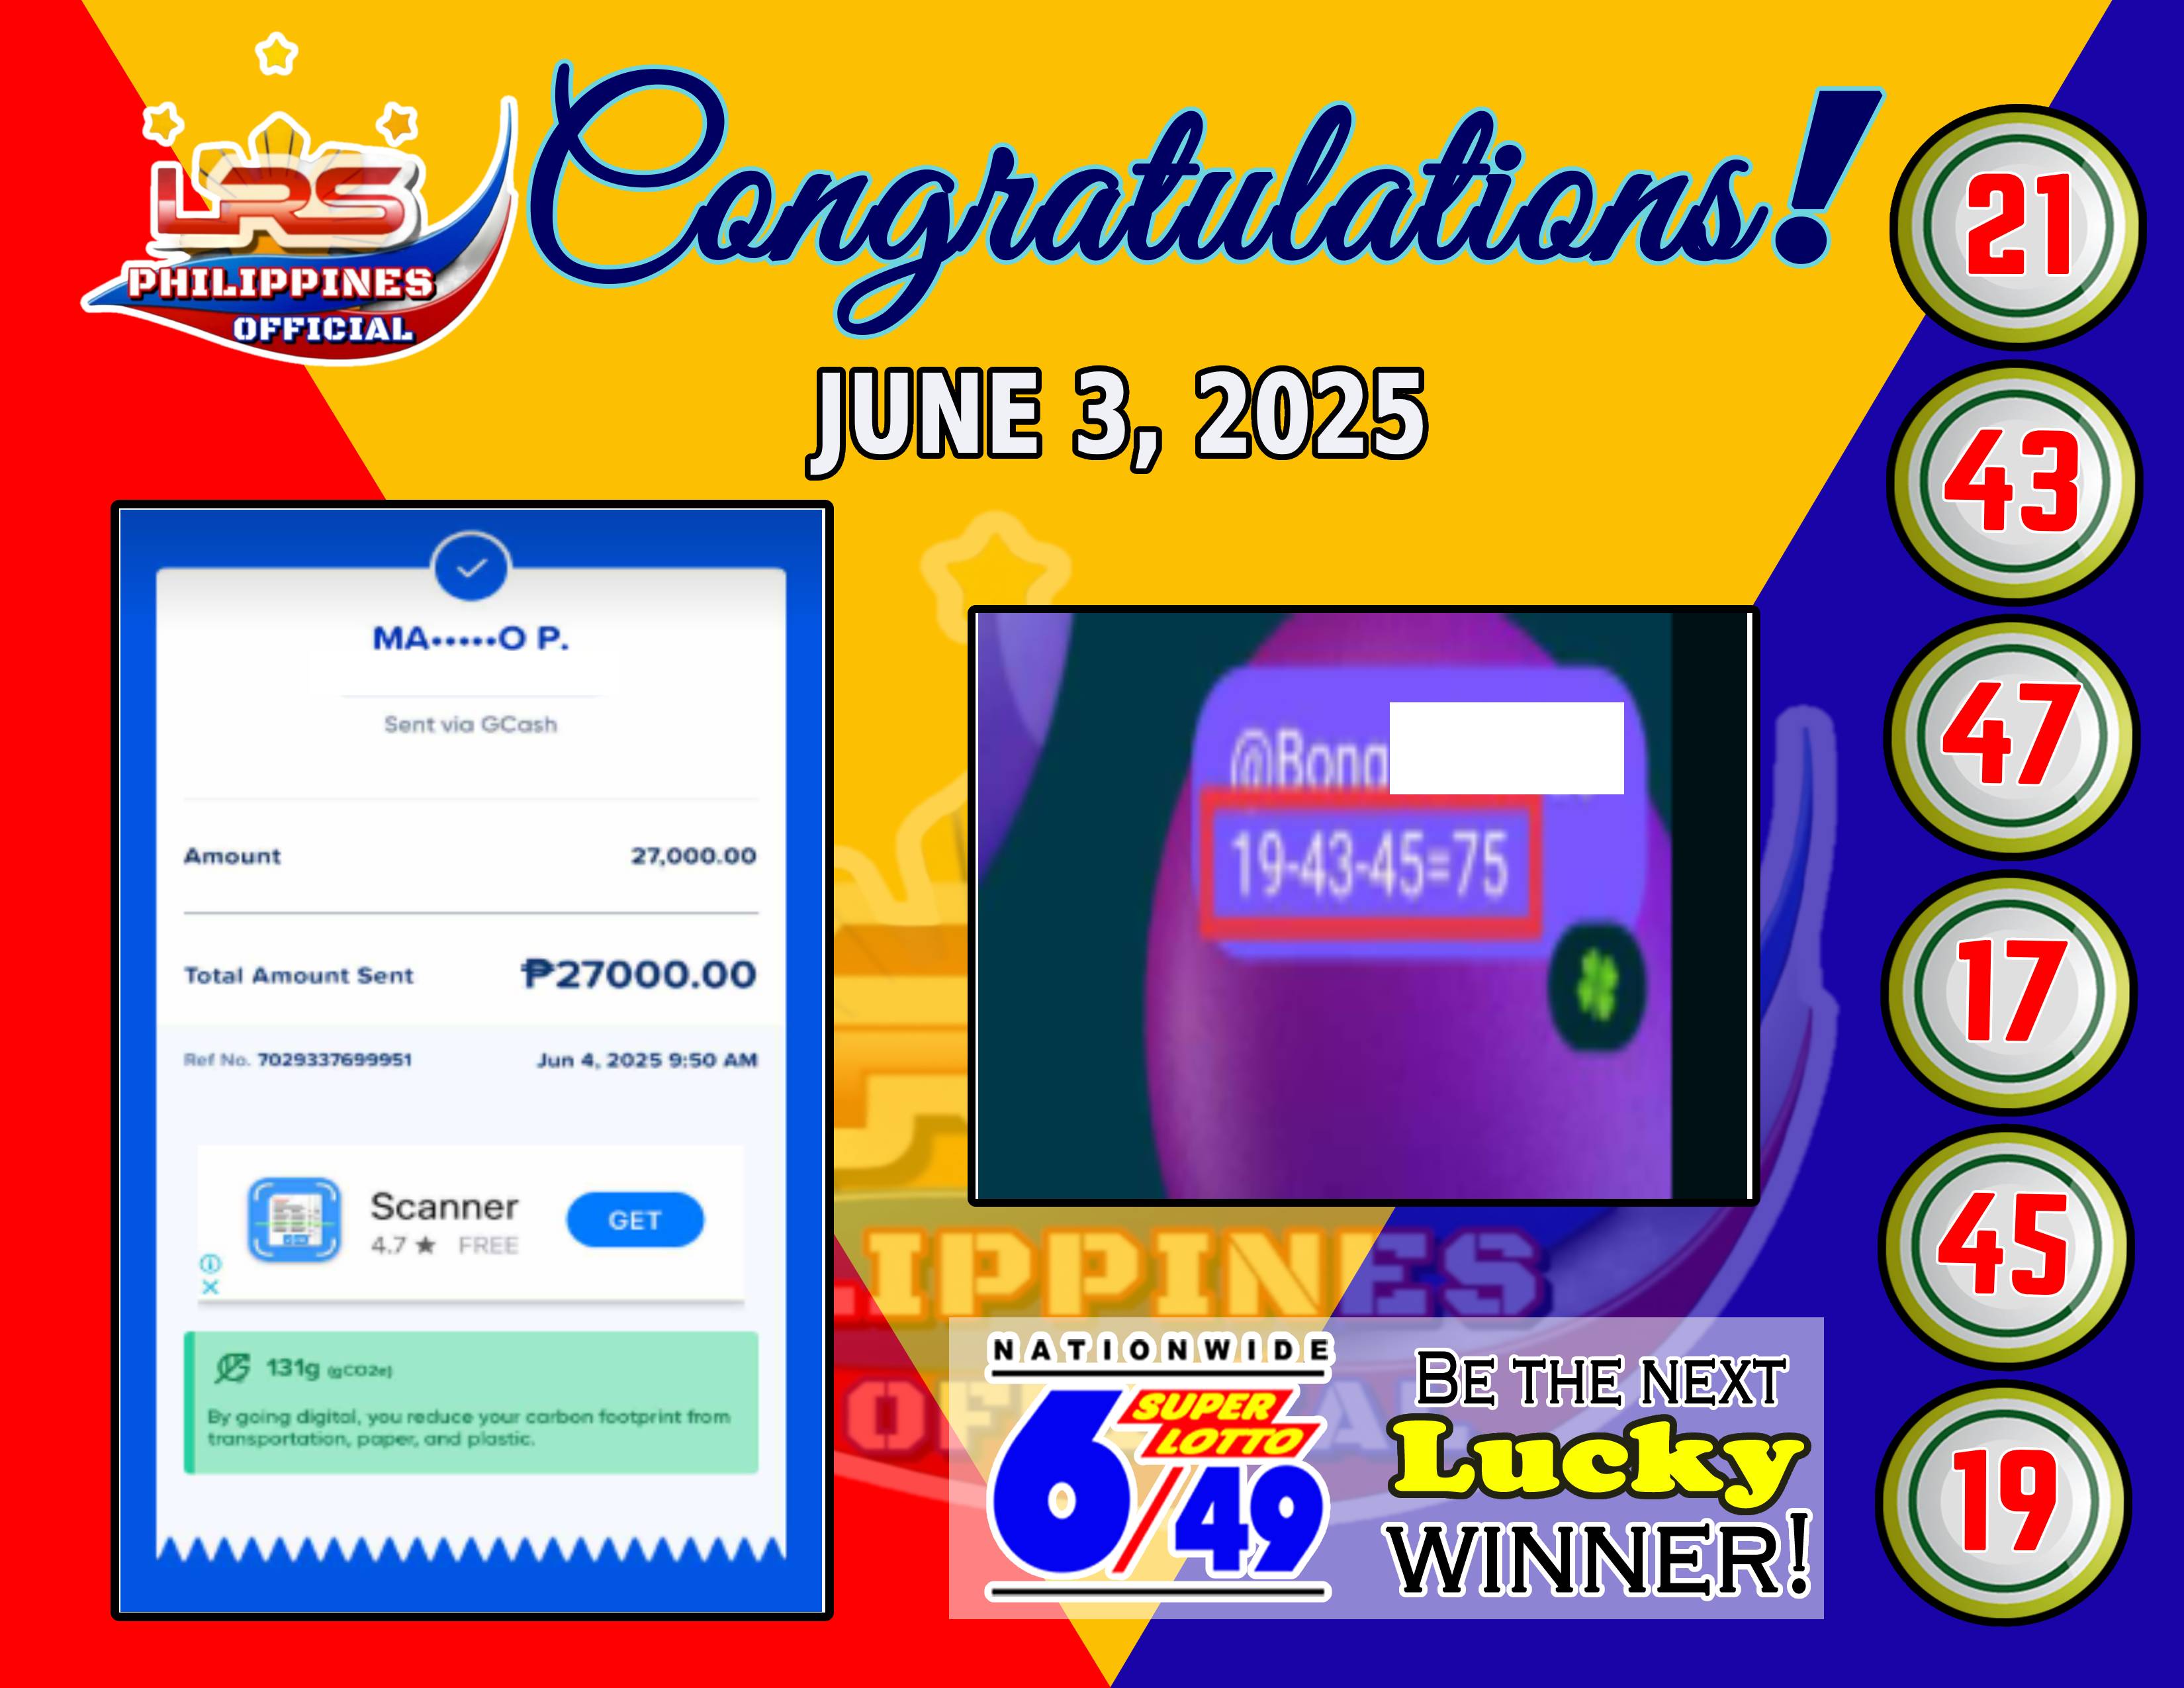 LRS
PHILIPPINES
OFFICIAL
Congratulations!
JUNE 3, 2025
MA•••••O P.
Sent via GCash
Amount 27,000.00
Total Amount Sent ₱27000.00
Ref No. 7029337699951 Jun 4, 2025 9:50 AM
Scanner
4.7 ★ FREE
GET
131g (gCO2e)
By going digital, you reduce your carbon footprint from
transportation, paper, and plastic.
@Bong
19-43-45=75
IPPINES
NATIONWIDE
SUPER
LOTTO
6/49
BE THE NEXT
Lucky
WINNER!
21
43
47
17
45
19